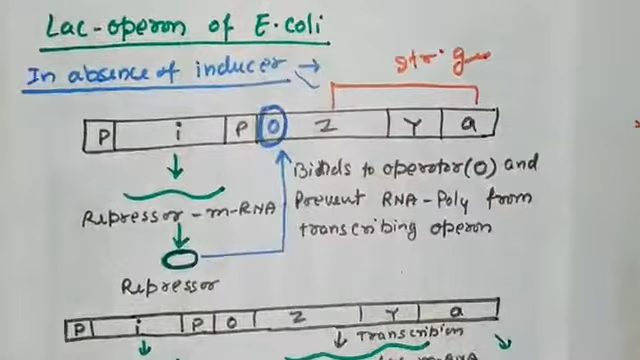 Lac-operon of E.coli
In absence of inducer →
P i P O Z Y a
Binds to operator(O) and
Prevent RNA-Poly from
transcribing operon
Repressor-m-RNA
Repressor
P i P O Z Y a
Transcribtion